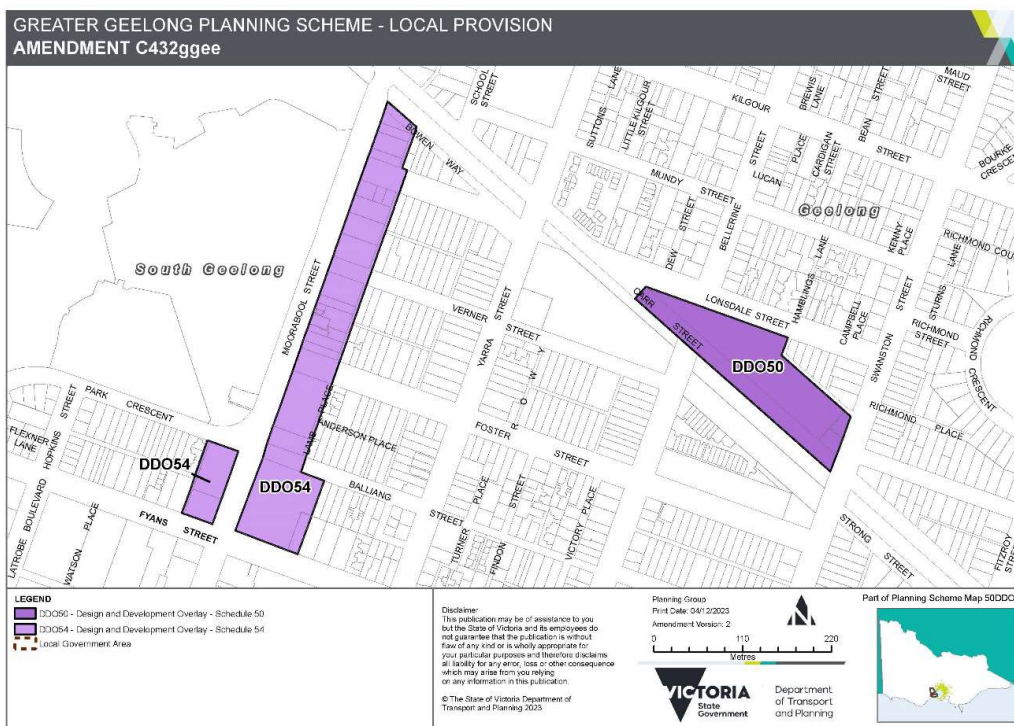 GREATER GEELONG PLANNING SCHEME - LOCAL PROVISION
AMENDMENT C432ggee
SCHOOL
STREET
SUTTONS
LANE
LITTLE KILGOUR
STREET
KILGOUR
BREWIS
LANE
MAUD
STREET
BEAN
STREET
STREET
PLACE
CARDIGAN
STREET
BOURKE
CRESCENT
BOWEN
WAY
MUNDY
STREET
LUCAN
STREET
Geelong
DEW
STREET
BELLERINE
LANE
HAMBLINGS
KENNY
PLACE
LANE
STURNS
RICHMOND COU
South Geelong
MOORABOOL STREET
VERNER
STREET
YARRA
STREET
CARR
STREET
LONSDALE STREET
CAMPBELL
PLACE
SWANSTON
STREET
RICHMOND
STREET
RICHMOND
CRESCENT
DDO50
RICHMOND
PLACE
ROWY
PARK
CRESCENT
HOPKINS
STREET
FLEXNER
LANE
LAMB PLACE
ANDERSON PLACE
FOSTER
STREET
DDO54
DDO54
BALLIANG
STREET
LATROBE BOULEVARD
WATSON PLACE
FYANS
STREET
TURNER
PLACE
FINDON
STREET
VICTORY PLACE
STRONG
STREET
FITZROY
LEGEND
DDO50 - Design and Development Overlay - Schedule 50
DDO54 - Design and Development Overlay - Schedule 54
Local Government Area
Disclaimer
This publication may be of assistance to you
but the State of Victoria and its employees do
not guarantee that the publication is without
flaw of any kind or is wholly appropriate for
your particular purposes and therefore disclaims
all liability for any error, loss or other consequence
which may arise from you relying
on any information in this publication.
© The State of Victoria Department of
Transport and Planning 2023
Planning Group
Print Date: 04/12/2023
Amendment Version: 2
0 110 220
Metres
VICTORIA
State
Government
Department
of Transport
and Planning
Part of Planning Scheme Map 50DDO